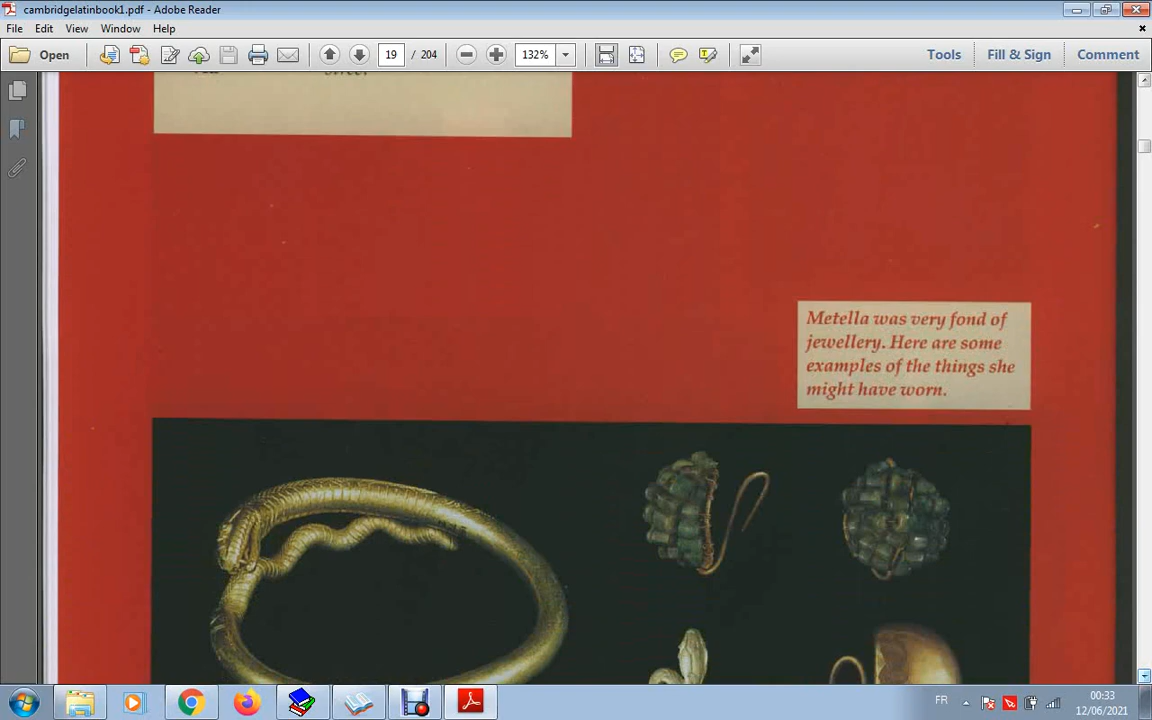 cambridgelatinbook1.pdf - Adobe Reader
File Edit View Window Help
Open 19 / 204 132% Tools Fill & Sign Comment
Metella was very fond of
jewellery. Here are some
examples of the things she
might have worn.
FR 00:33
12/06/2021